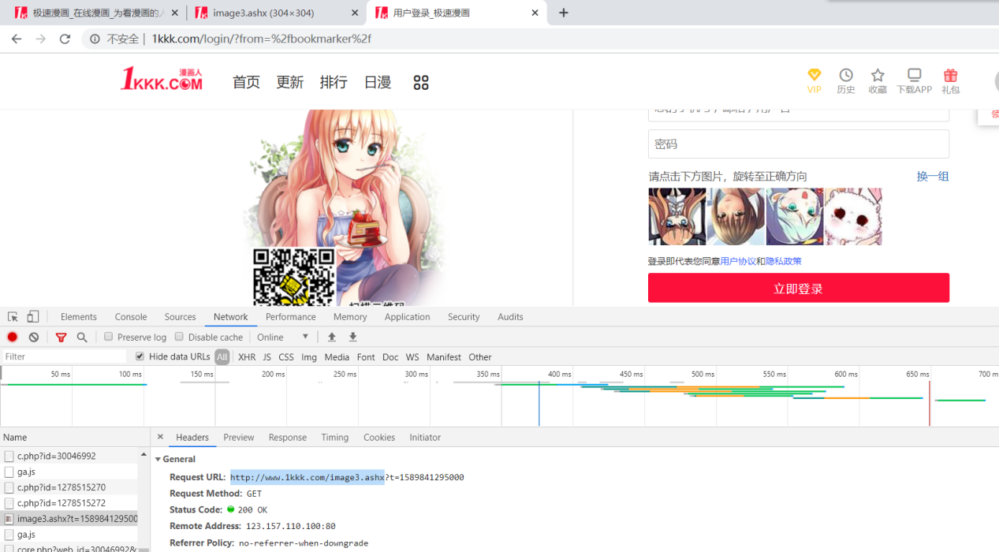 极速漫画_在线漫画_为看漫画的人
image3.ashx (304×304)
用户登录_极速漫画
不安全 | 1kkk.com/login/?from=%2fbookmarker%2f
1KKK.COM 漫画人
首页 更新 排行 日漫
VIP 历史 收藏 下载APP 礼包
领
密码
请点击下方图片，旋转至正确方向 换一组
登录即代表您同意用户协议和隐私政策
立即登录
Elements Console Sources Network Performance Memory Application Security Audits
Preserve log Disable cache Online
Filter Hide data URLs All XHR JS CSS Img Media Font Doc WS Manifest Other
50 ms 100 ms 150 ms 200 ms 250 ms 300 ms 350 ms 400 ms 450 ms 500 ms 550 ms 600 ms 650 ms 700 m
Name × Headers Preview Response Timing Cookies Initiator
c.php?id=30046992
ga.js
c.php?id=1278515270
c.php?id=1278515272
image3.ashx?t=158984129500
ga.js
core.php?web_id=30046992&
General
Request URL: http://www.1kkk.com/image3.ashx?t=1589841295000
Request Method: GET
Status Code: 200 OK
Remote Address: 123.157.110.100:80
Referrer Policy: no-referrer-when-downgrade